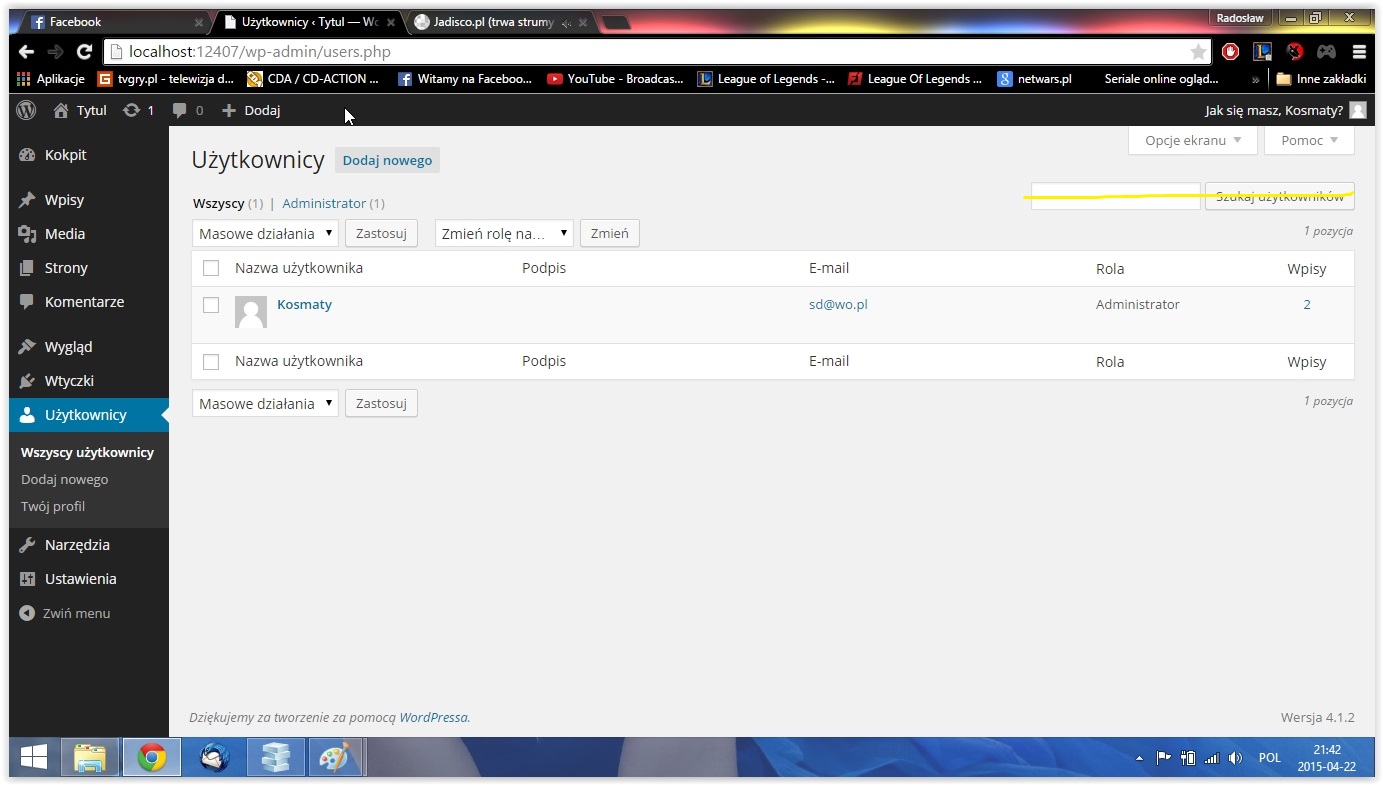 Facebook
Użytkownicy ‹ Tytul — Wo
Jadisco.pl (trwa strumy
Radosław
localhost:12407/wp-admin/users.php
Aplikacje
tvgry.pl - telewizja d...
CDA / CD-ACTION ...
Witamy na Faceboo...
YouTube - Broadcas...
League of Legends -...
League Of Legends ...
netwars.pl
Seriale online ogląd...
»
Inne zakładki
Tytul
1
0
Dodaj
Jak się masz, Kosmaty?
Kokpit
Wpisy
Media
Strony
Komentarze
Wygląd
Wtyczki
Użytkownicy
Wszyscy użytkownicy
Dodaj nowego
Twój profil
Narzędzia
Ustawienia
Zwiń menu
Opcje ekranu
Pomoc
Użytkownicy
Dodaj nowego
Wszyscy (1) | Administrator (1)
Szukaj użytkowników
Masowe działania
Zastosuj
Zmień rolę na…
Zmień
1 pozycja
Nazwa użytkownika Podpis E-mail Rola Wpisy
Kosmaty sd@wo.pl Administrator 2
Nazwa użytkownika Podpis E-mail Rola Wpisy
Masowe działania
Zastosuj
1 pozycja
Dziękujemy za tworzenie za pomocą WordPressa.
Wersja 4.1.2
POL
21:42
2015-04-22